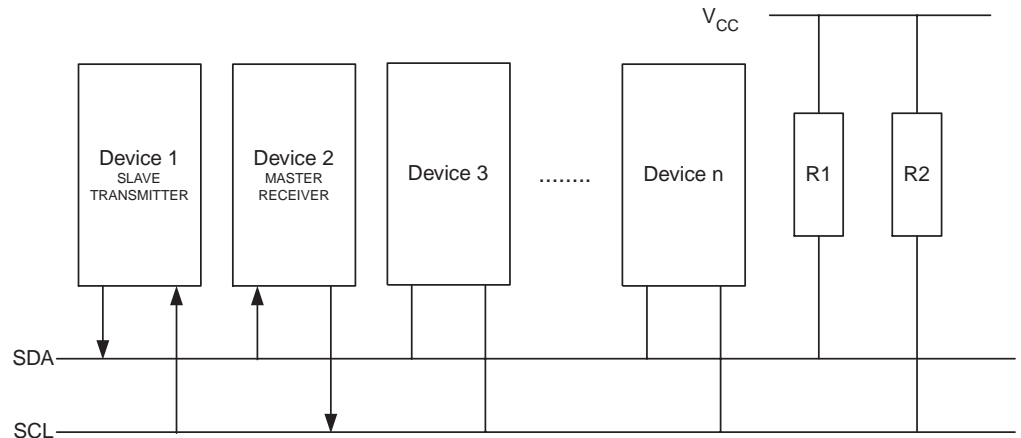 VCC
Device 1
SLAVE
TRANSMITTER
Device 2
MASTER
RECEIVER
Device 3
........
Device n
R1
R2
SDA
SCL